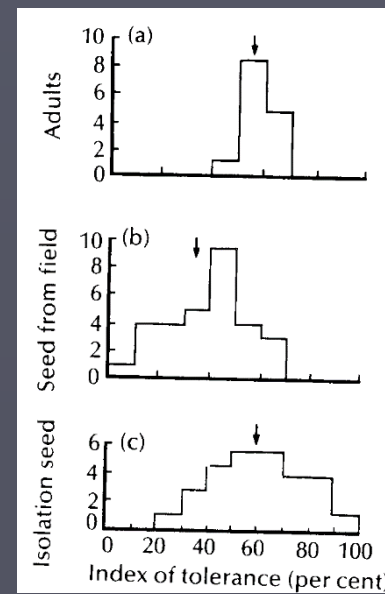 (a)
10
8
6
4
2
0
Adults
(b)
10
8
6
4
2
0
Seed from field
(c)
6
4
2
0
Isolation seed
0 20 40 60 80 100
Index of tolerance (per cent)